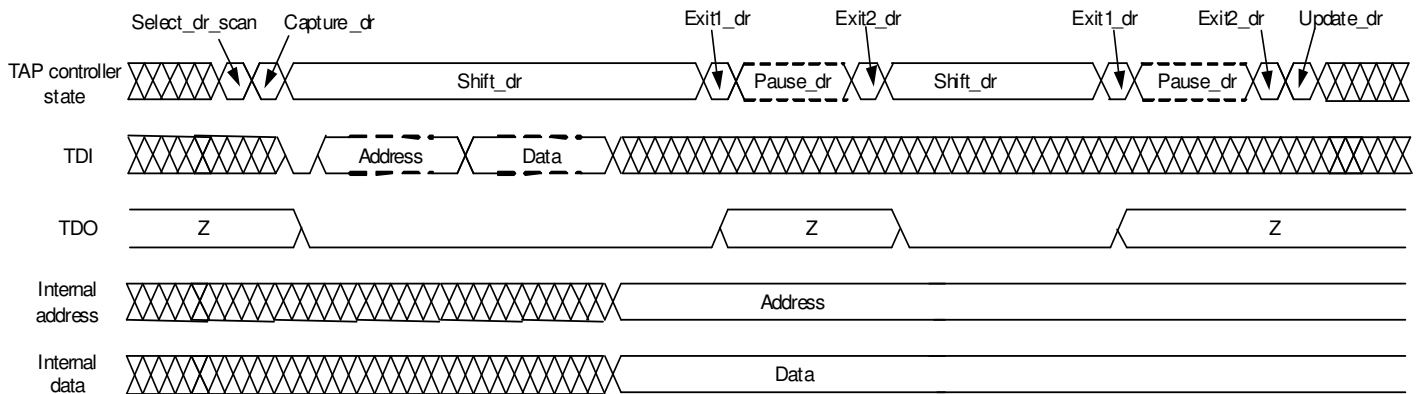 Select_dr_scan Capture_dr Exit1_dr Exit2_dr Exit1_dr Exit2_dr Update_dr
TAP controller
state
Shift_dr Pause_dr Shift_dr Pause_dr
TDI Address Data
TDO Z Z Z
Internal
address
Address
Internal
data
Data